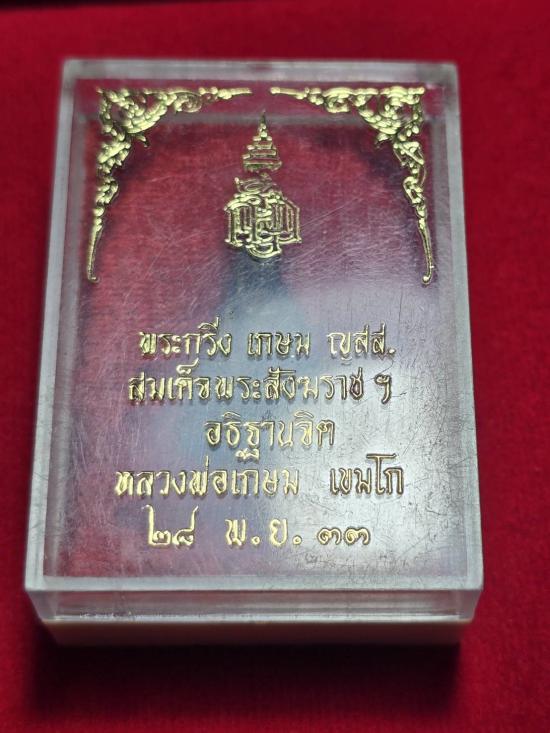 พระกริ่ง เกษม ญสส.
สมเด็จพระสังฆราช ฯ
อธิฐานจิต
หลวงพ่อเกษม เขมโก
๒๘ พ.ย. ๓๓